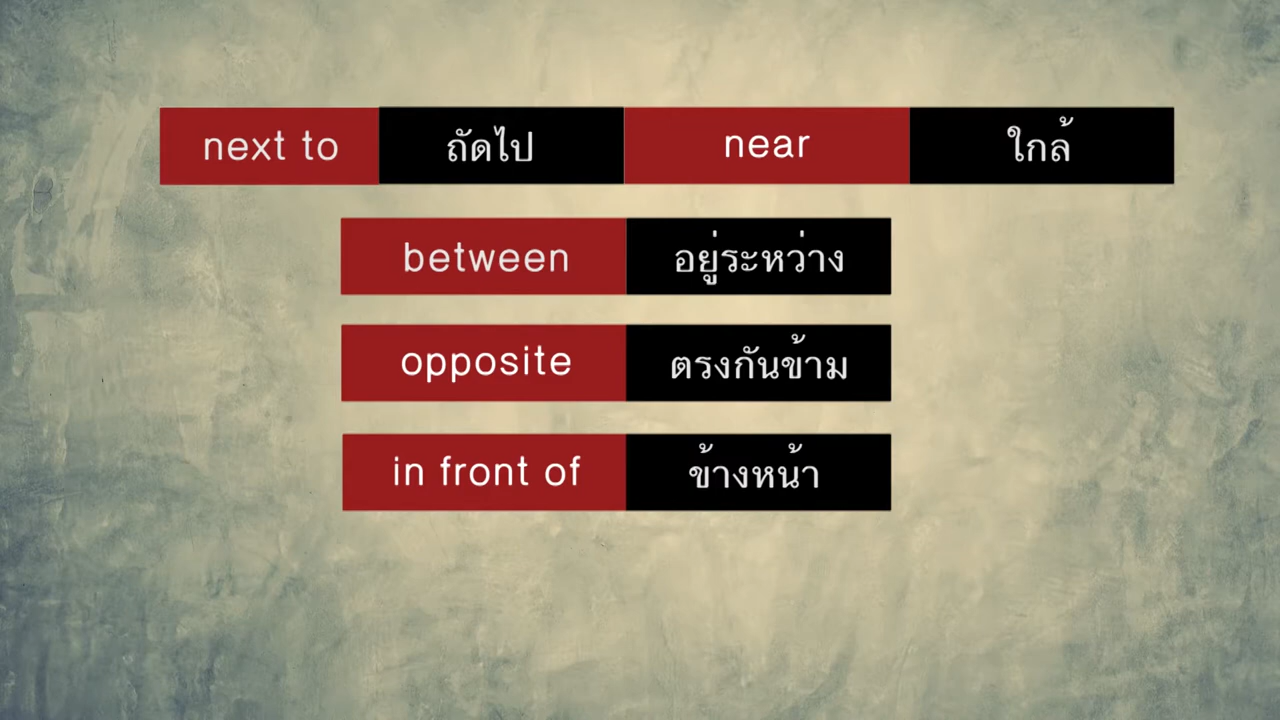 next to ถัดไป near ใกล้
between อยู่ระหว่าง
opposite ตรงกันข้าม
in front of ข้างหน้า